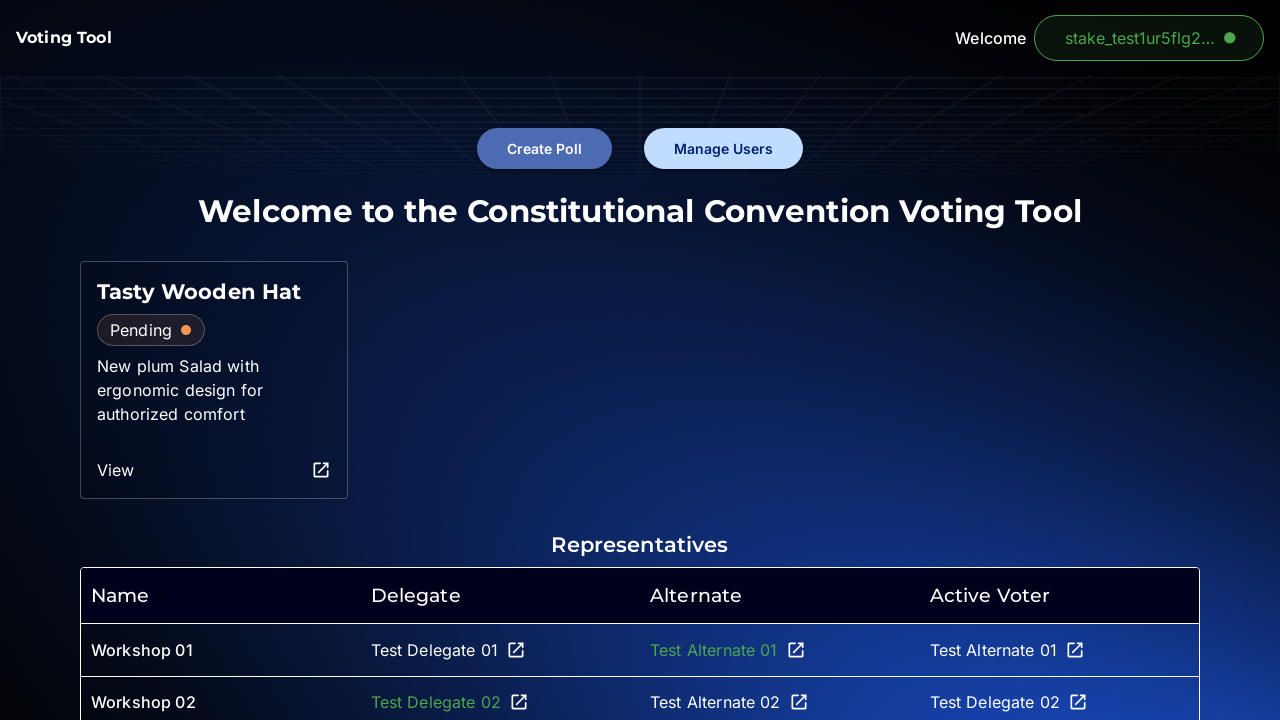 Voting Tool
Welcome stake_test1ur5flg2...
Create Poll Manage Users
Welcome to the Constitutional Convention Voting Tool
Tasty Wooden Hat
Pending
New plum Salad with
ergonomic design for
authorized comfort
View
Representatives
Name Delegate Alternate Active Voter
Workshop 01 Test Delegate 01 Test Alternate 01 Test Alternate 01
Workshop 02 Test Delegate 02 Test Alternate 02 Test Delegate 02